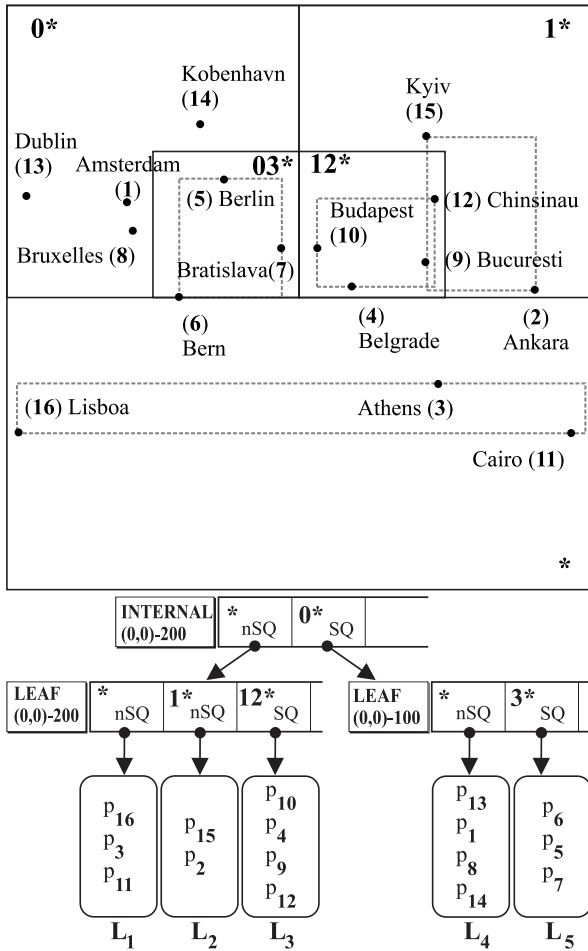 0*
1*
Kobenhavn
(14)
Kyiv
(15)
Dublin
(13)
Amsterdam
(1)
03*
12*
(5) Berlin
(12) Chinsinau
Budapest
(10)
Bruxelles (8)
Bratislava(7)
(9) Bucuresti
(6)
Bern
(4)
Belgrade
(2)
Ankara
(16) Lisboa
Athens (3)
Cairo (11)
*
INTERNAL
(0,0)-200
*
nSQ
0*
SQ
LEAF
(0,0)-200
*
nSQ
1*
nSQ
12*
SQ
LEAF
(0,0)-100
*
nSQ
3*
SQ
p16
p3
p11
p15
p2
p10
p4
p9
p12
p13
p1
p8
p14
p6
p5
p7
L1
L2
L3
L4
L5